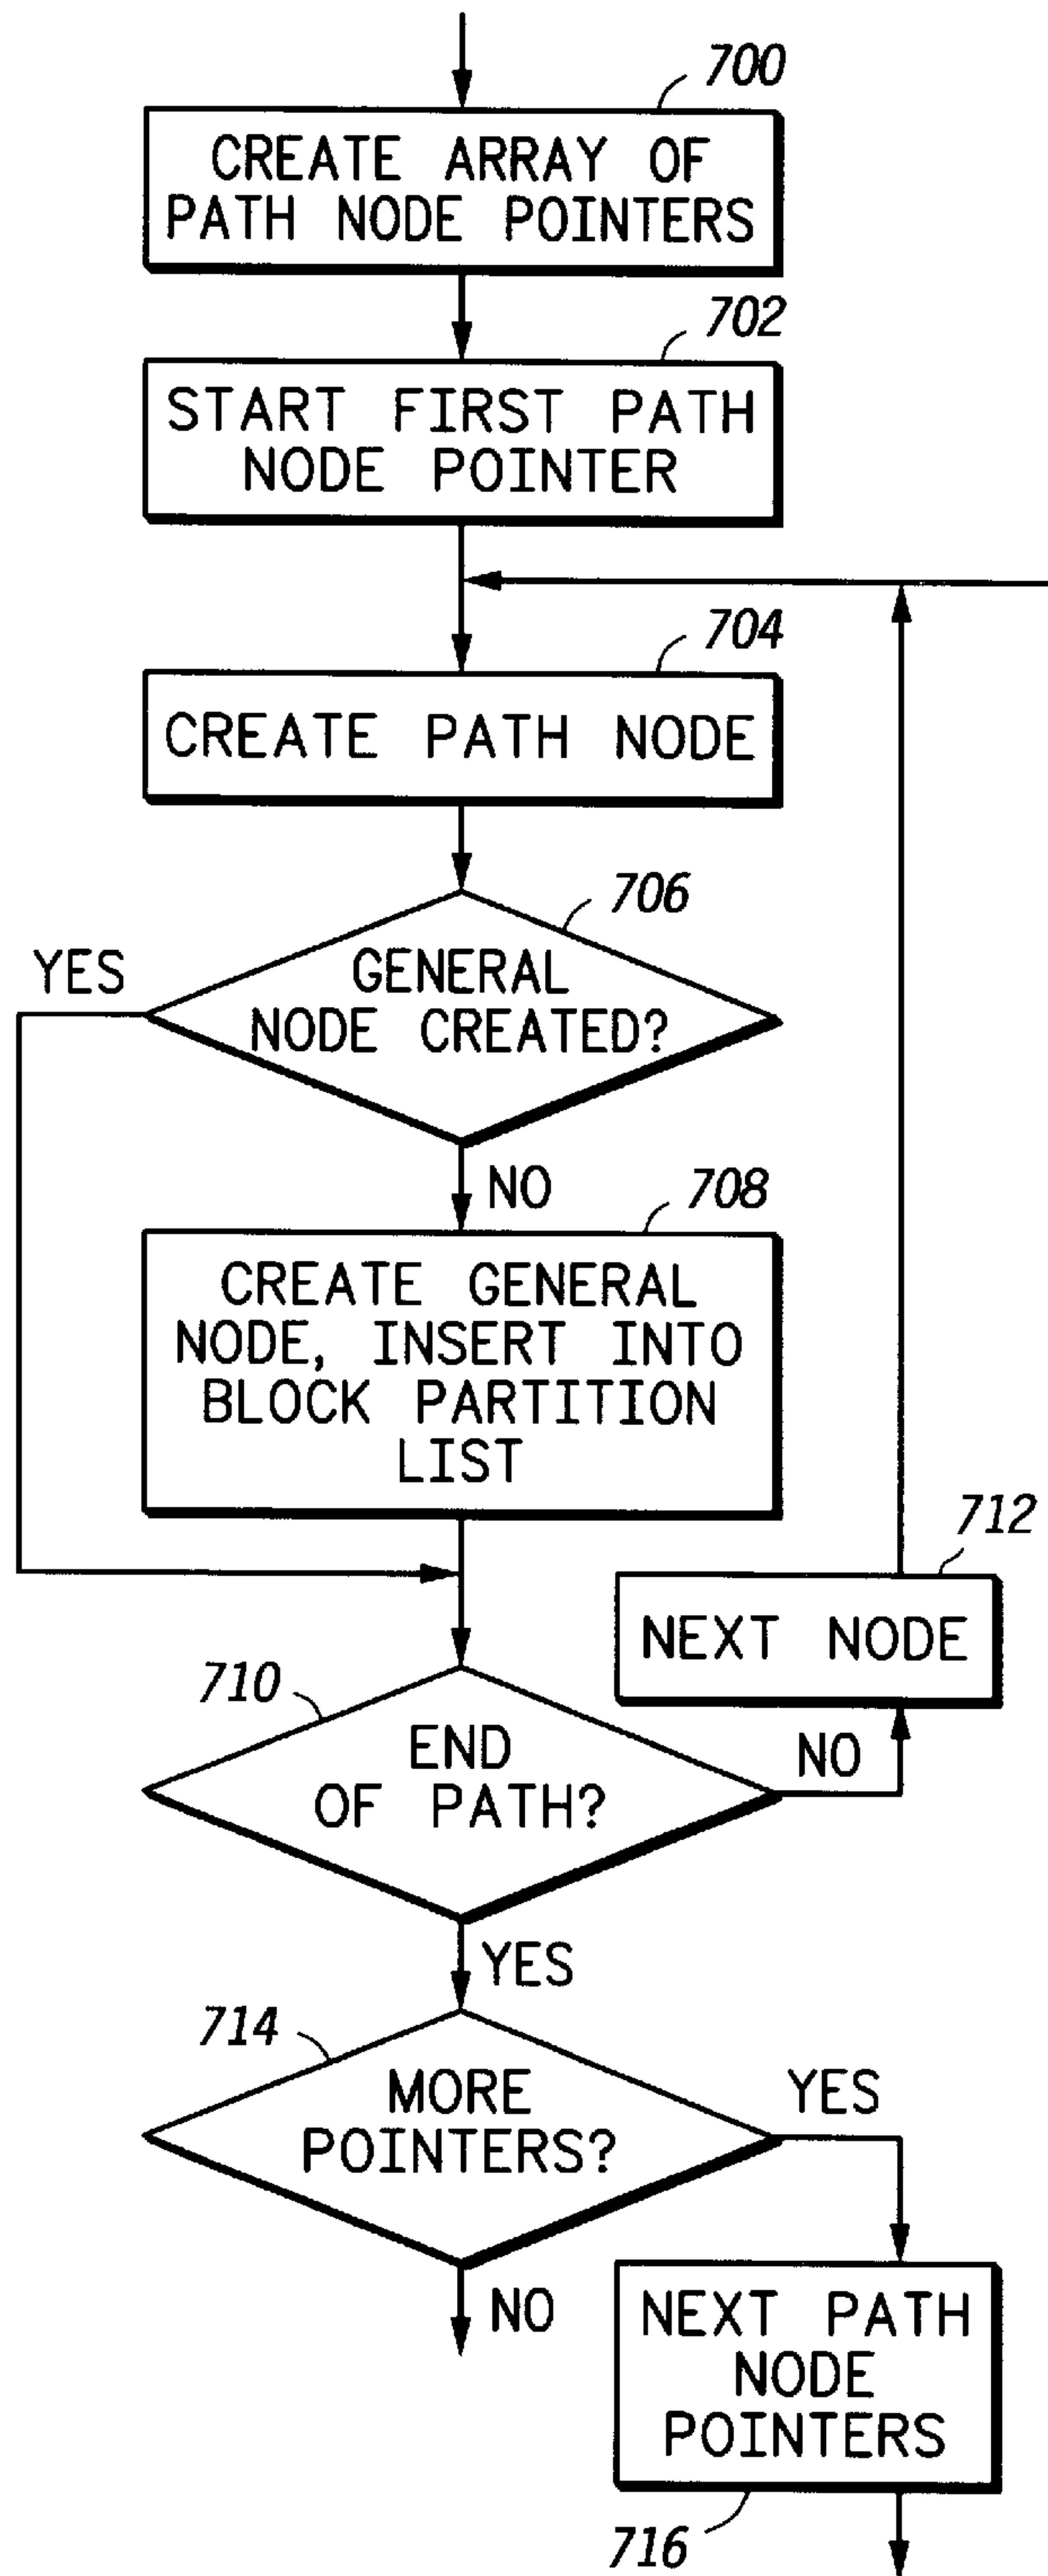 700
CREATE ARRAY OF
PATH NODE POINTERS
702
START FIRST PATH
NODE POINTER
704
CREATE PATH NODE
706
YES
GENERAL
NODE CREATED?
NO
708
CREATE GENERAL
NODE, INSERT INTO
BLOCK PARTITION
LIST
712
NEXT NODE
710
END
OF PATH?
NO
YES
714
MORE
POINTERS?
YES
NO
NEXT PATH
NODE
POINTERS
716